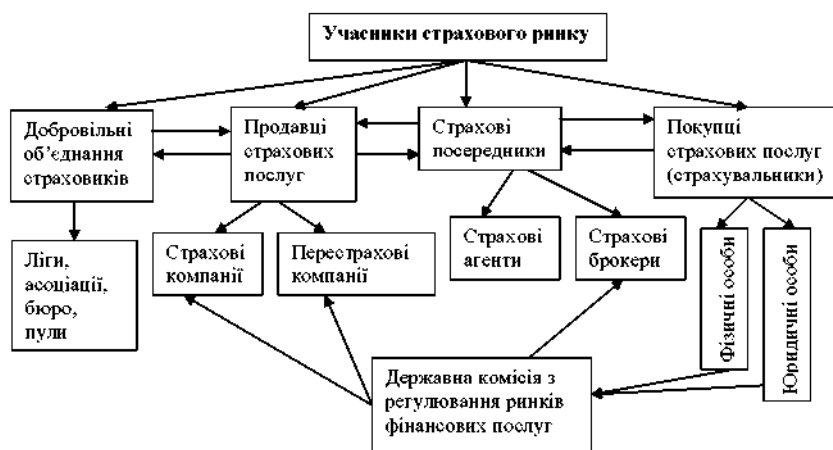 Учасники страхового ринку
Добровільні
об’єднання
страховиків
Продавці
страхових
послуг
Страхові
посередники
Покупці
страхових послуг
(страхувальники)
Ліги,
асоціації,
бюро,
пули
Страхові
компанії
Перестрахові
компанії
Страхові
агенти
Страхові
брокери
Фізичні особи
Юридичні особи
Державна комісія з
регулювання ринків
фінансових послуг